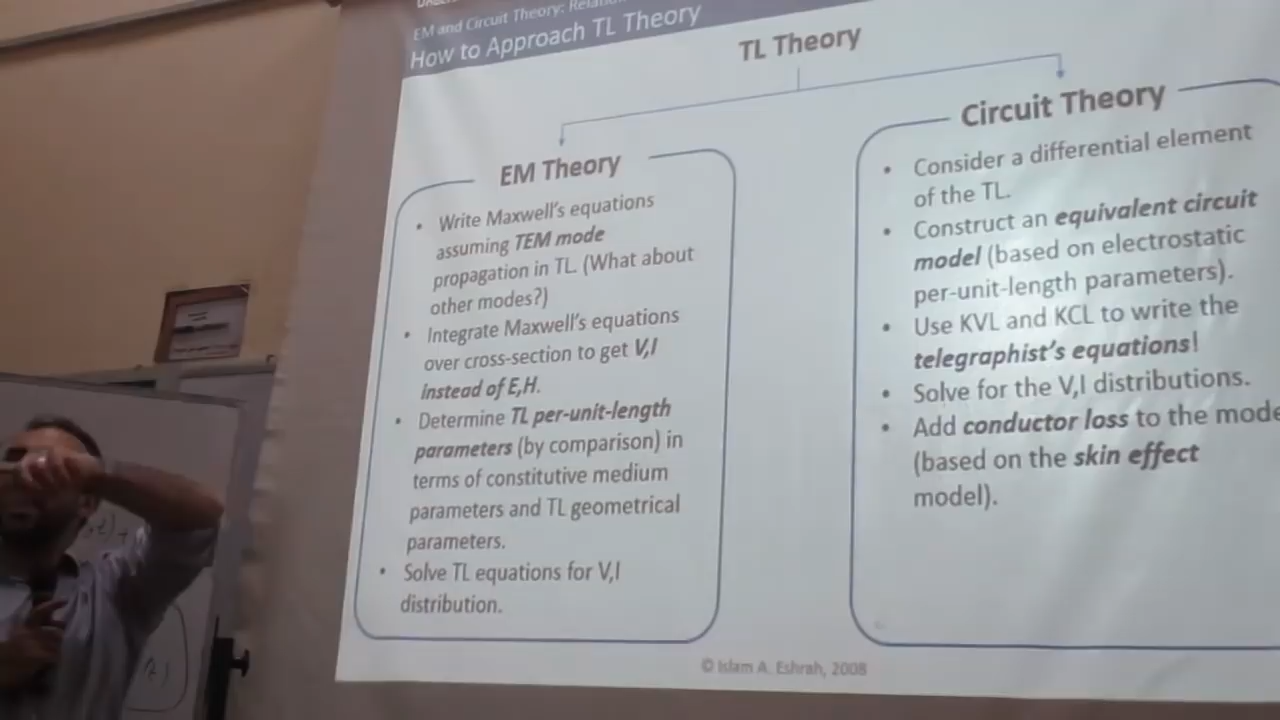 EM and Circuit Theory:
How to Approach TL Theory
TL Theory
EM Theory
• Write Maxwell's equations
assuming TEM mode
propagation in TL. (What about
other modes?)
• Integrate Maxwell's equations
over cross-section to get V,I
instead of E,H.
• Determine TL per-unit-length
parameters (by comparison) in
terms of constitutive medium
parameters and TL geometrical
parameters.
• Solve TL equations for V,I
distribution.
Circuit Theory
• Consider a differential element
of the TL.
• Construct an equivalent circuit
model (based on electrostatic
per-unit-length parameters).
• Use KVL and KCL to write the
telegraphist's equations!
• Solve for the V,I distributions.
• Add conductor loss to the mode
(based on the skin effect
model).
© Islam A. Eshrah, 2008